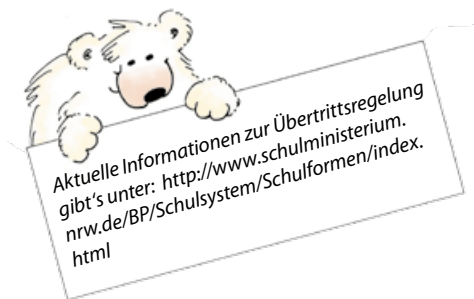 Aktuelle Informationen zur Übertrittsregelung
gibt‘s unter: http://www.schulministerium.
nrw.de/BP/Schulsystem/Schulformen/index.
html